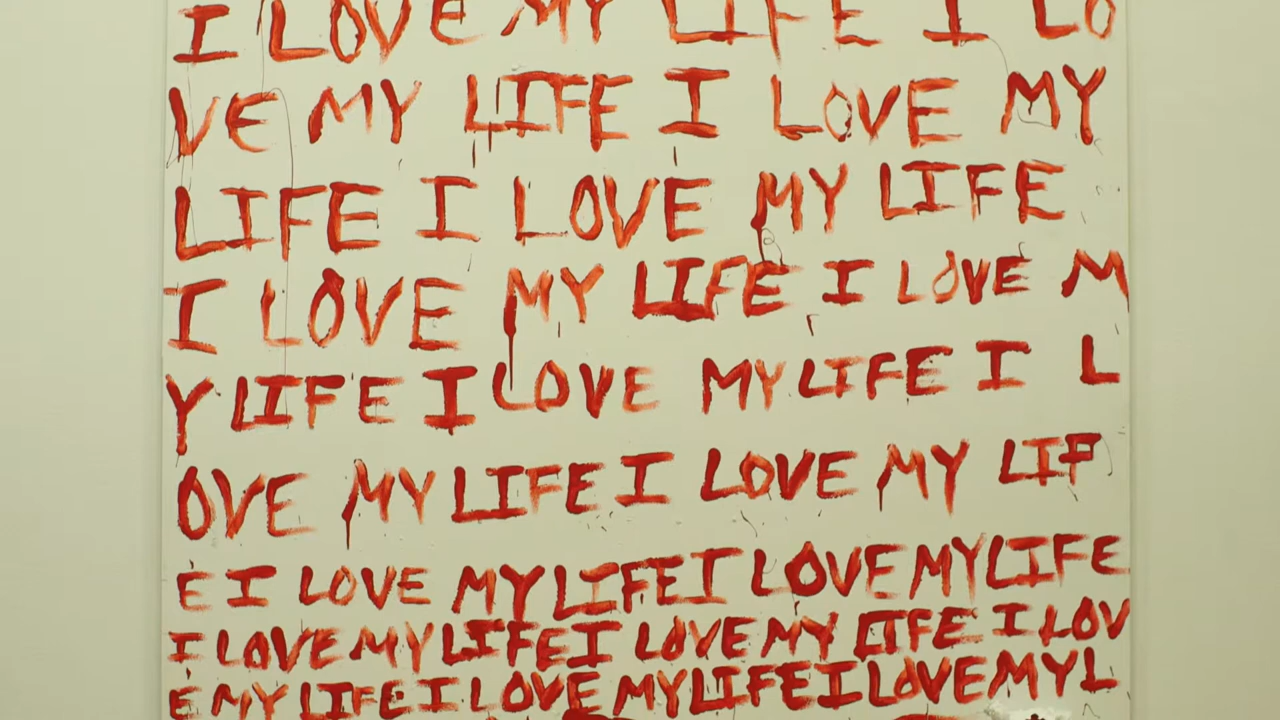 I LOVE MY LIFE I LO
VE MY LIFE I LOVE MY
LIFE I LOVE MY LIFE
I LOVE MY LIFE I LOVE M
Y LIFE I LOVE MY LIFE I L
OVE MY LIFE I LOVE MY LIF
E I LOVE MY LIFE I LOVE MY LIFE
I LOVE MY LIFE I LOVE MY LIFE I LOV
E MY LIFE I LOVE MY LIFE I LOVE MY L